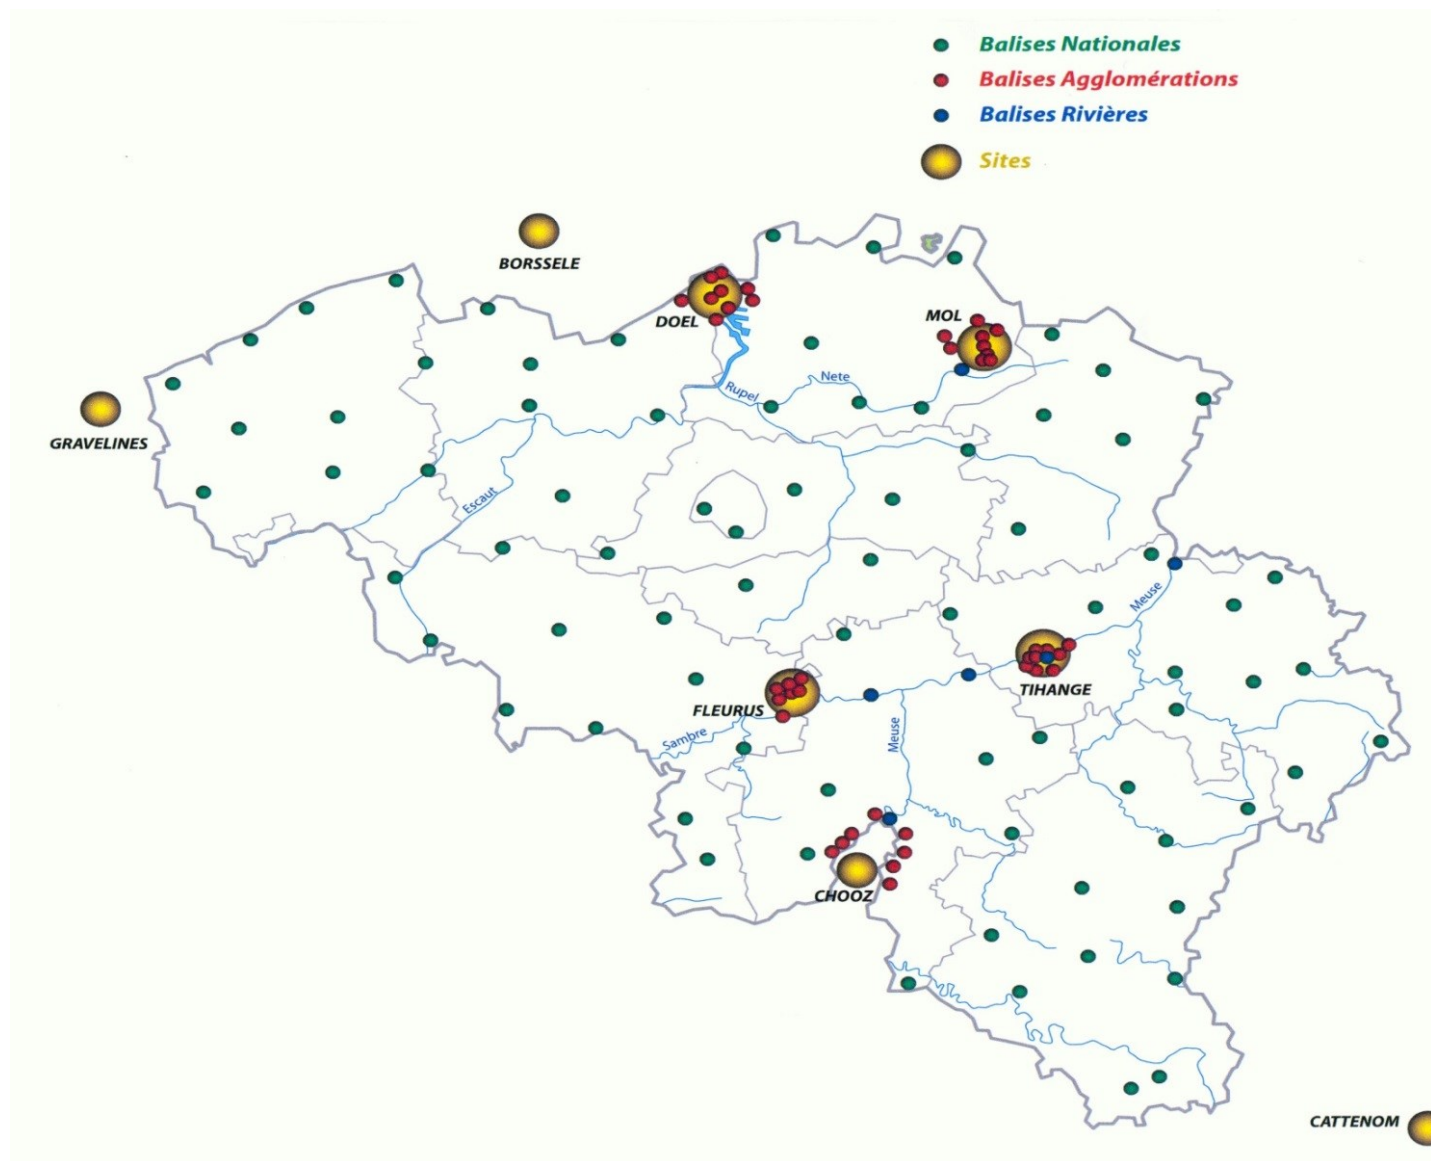 Balises Nationales
Balises Agglomérations
Balises Rivières
Sites
BORSSELE
DOEL
MOL
GRAVELINES
Nete
Rupel
Escaut
Meuse
TIHANGE
FLEURUS
Sambre
Meuse
CHOOZ
CATTENOM